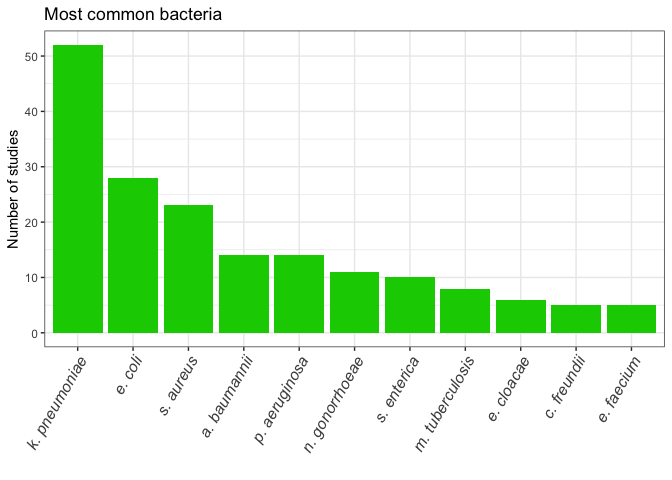 Most common bacteria
Number of studies
50
40
30
20
10
0
k. pneumoniae
e. coli
s. aureus
a. baumannii
p. aeruginosa
n. gonorrhoeae
s. enterica
m. tuberculosis
e. cloacae
c. freundii
e. faecium